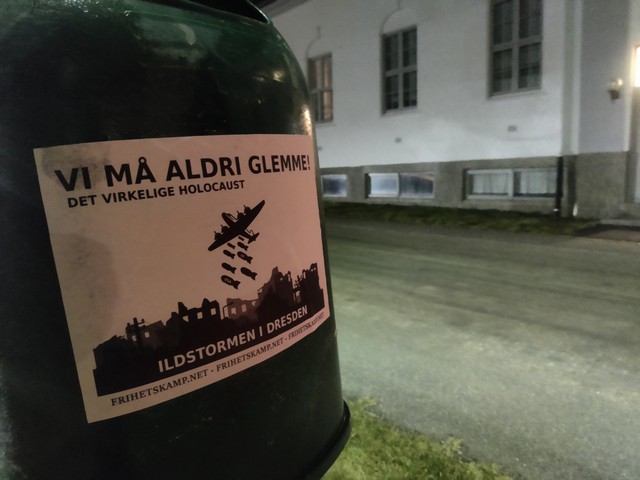 VI MÅ ALDRI GLEMME!
DET VIRKELIGE HOLOCAUST
ILDSTORMEN I DRESDEN
FRIHETSKAMP.NET - FRIHETSKAMP.NET - FRIHETSKAMP.NET